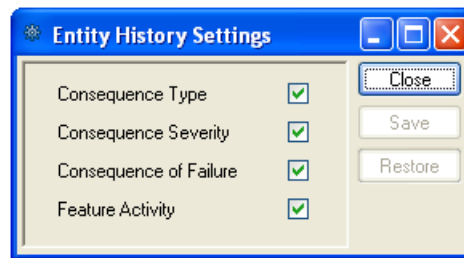 Entity History Settings
Consequence Type
Consequence Severity
Consequence of Failure
Feature Activity
Close
Save
Restore